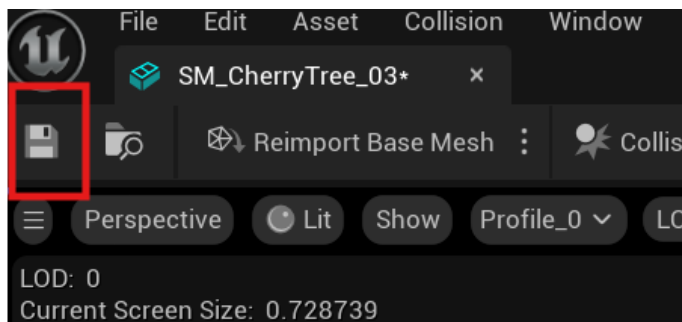 File Edit Asset Collision Window
SM_CherryTree_03*
Reimport Base Mesh
Perspective Lit Show Profile_0
LOD: 0
Current Screen Size: 0.728739